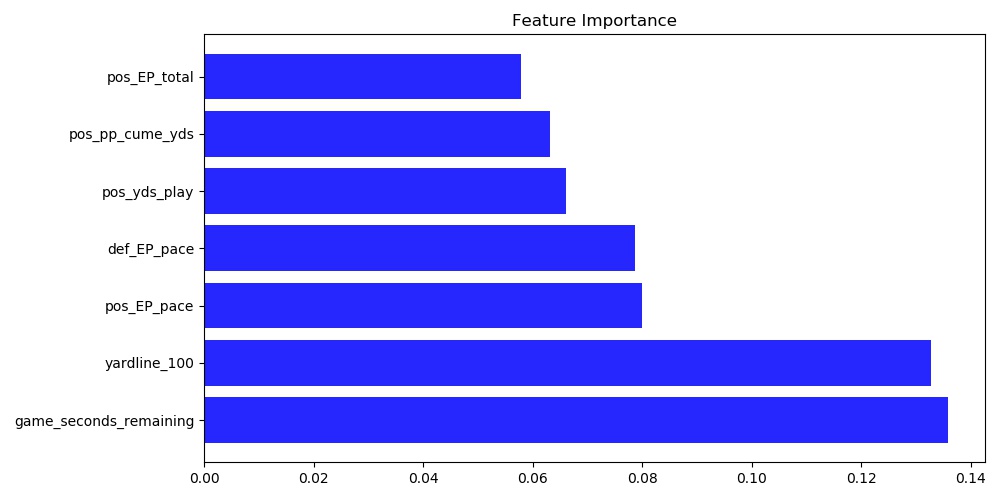 Feature Importance
pos_EP_total
pos_pp_cume_yds
pos_yds_play
def_EP_pace
pos_EP_pace
yardline_100
game_seconds_remaining
0.00 0.02 0.04 0.06 0.08 0.10 0.12 0.14